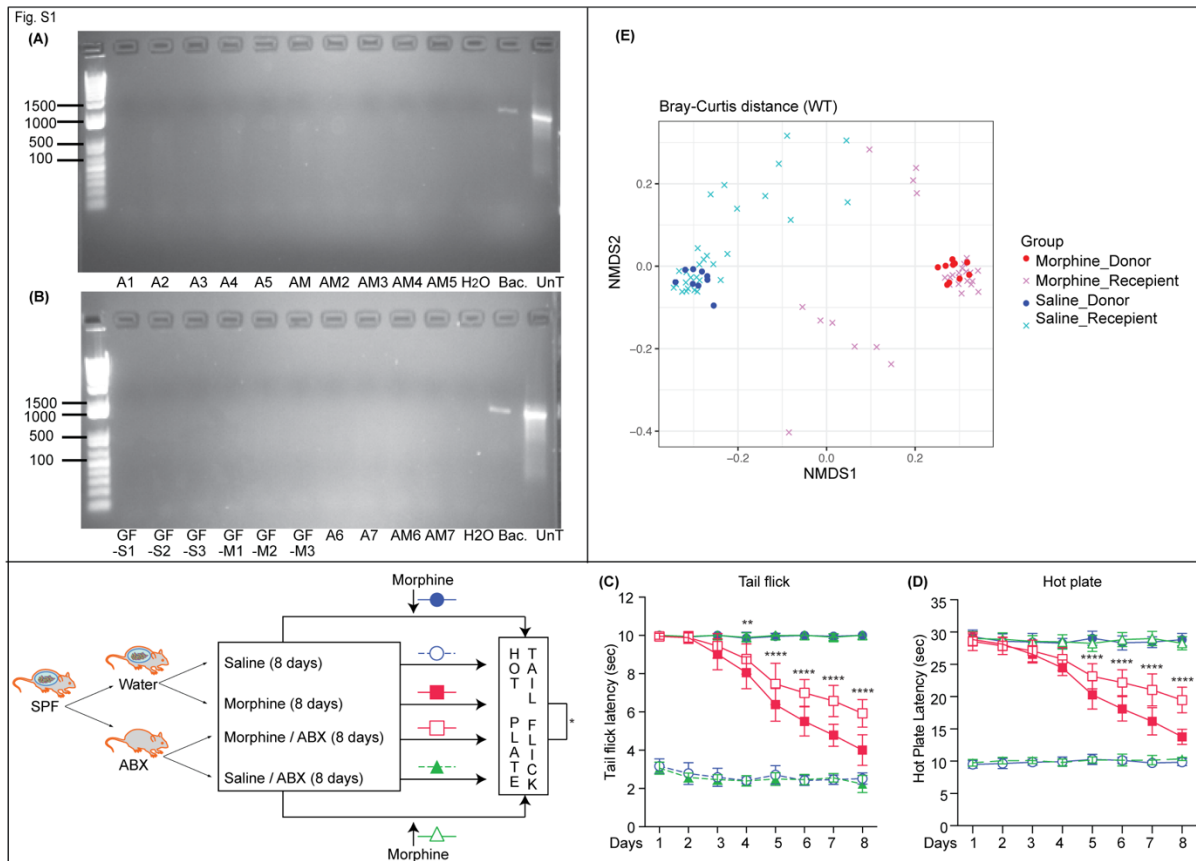 Fig. S1
(A)
1500
1000
500
100
A1 A2 A3 A4 A5 AM AM2 AM3 AM4 AM5 H2O Bac. UnT
(B)
1500
1000
500
100
GF GF GF GF GF GF A6 A7 AM6 AM7 H2O Bac. UnT
-S1 -S2 -S3 -M1 -M2 -M3
(E)
Bray-Curtis distance (WT)
NMDS2
0.2
0.0
−0.2
−0.4
−0.2 0.0 0.2
NMDS1
Group
Morphine_Donor
Morphine_Recepient
Saline_Donor
Saline_Recepient
SPF
Water
ABX
Morphine
Saline (8 days)
Morphine (8 days)
Morphine / ABX (8 days)
Saline / ABX (8 days)
Morphine
HOT PLATE
TAIL FLICK
*
(C)
Tail flick
Tail flick latency (sec)
12
10
8
6
4
2
0
** **** **** **** ****
Days 1 2 3 4 5 6 7 8
(D)
Hot plate
Hot Plate Latency (sec)
35
30
25
20
15
10
5
0
**** **** **** ****
Days 1 2 3 4 5 6 7 8